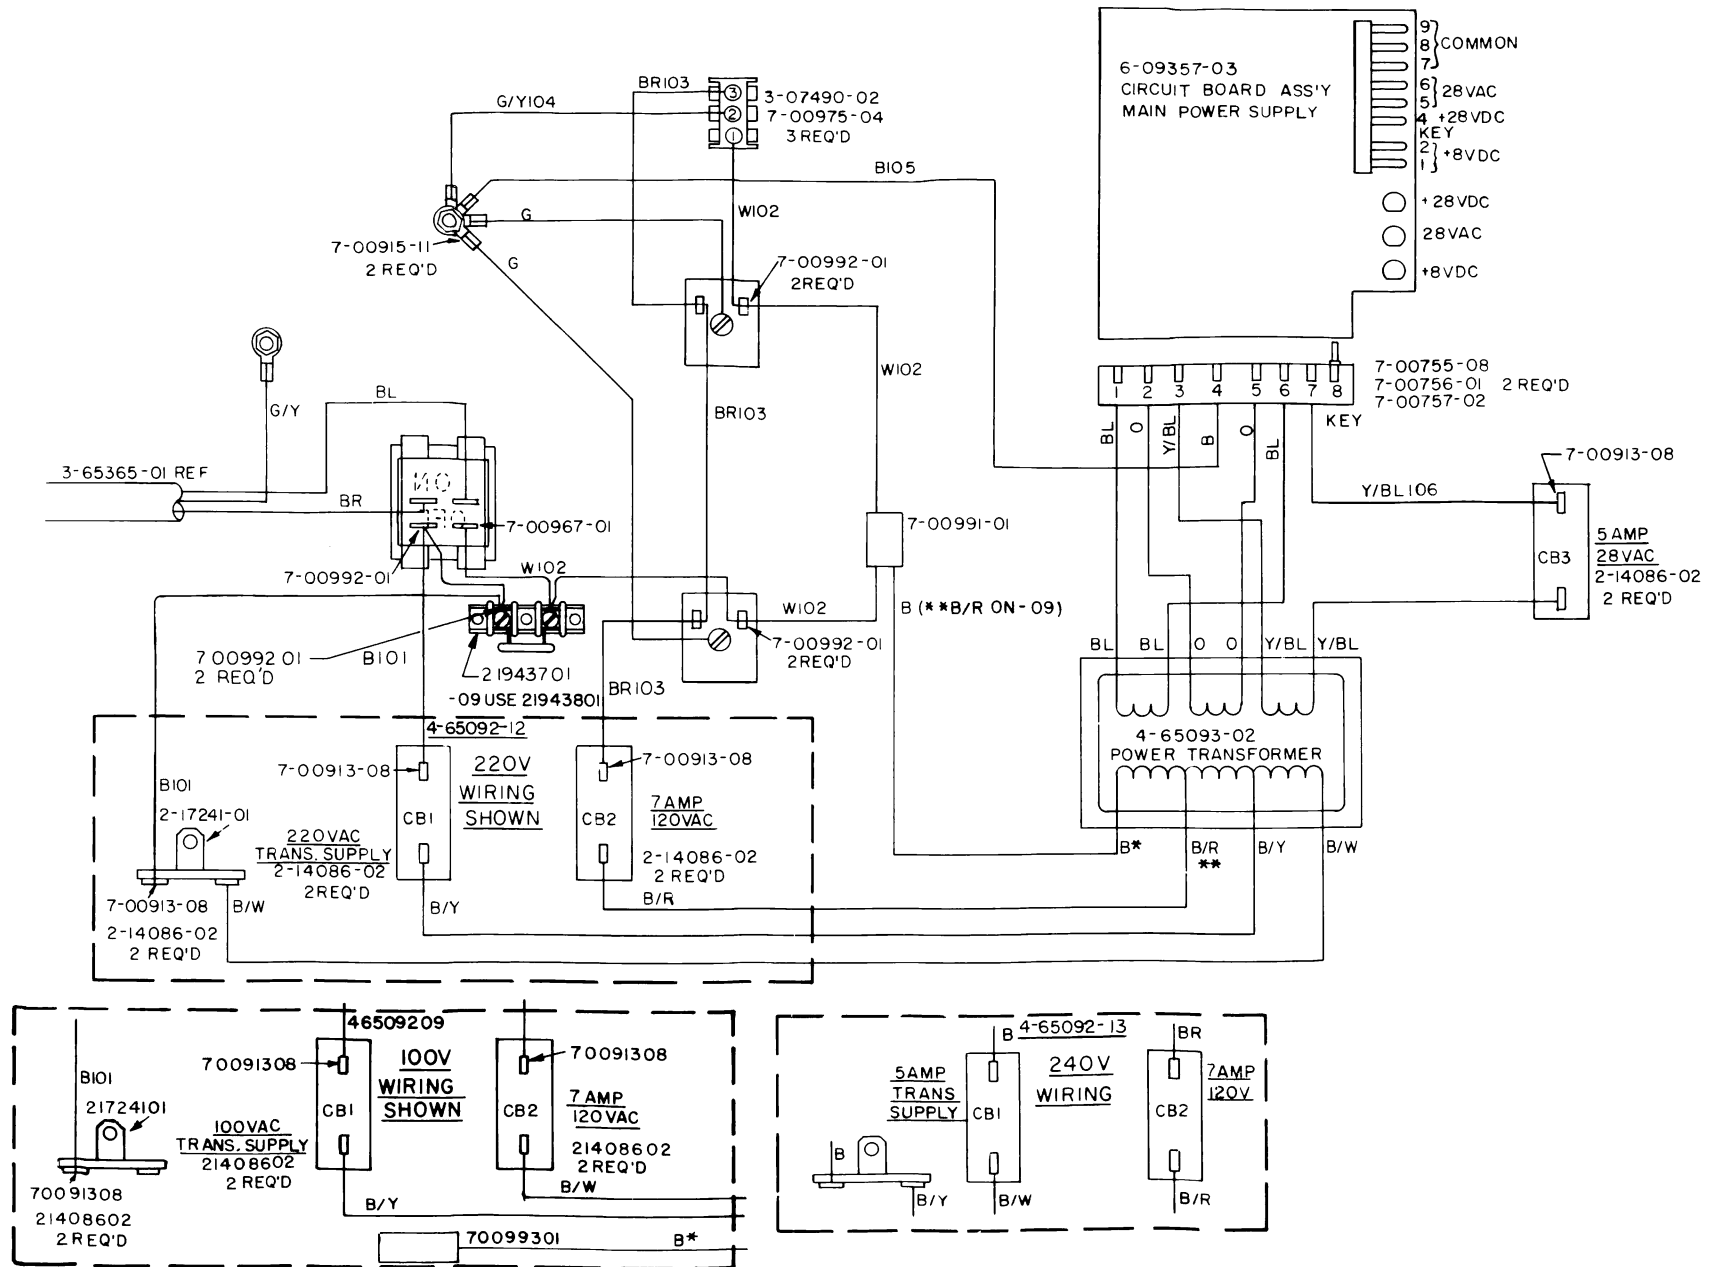 6-09357-03
CIRCUIT BOARD ASS'Y
MAIN POWER SUPPLY
9
8
7
COMMON
6
5
28VAC
4 +28VDC
KEY
2
1
+8VDC
+28VDC
28VAC
+8VDC
BR103
G/Y104
3
2
1
3-07490-02
7-00975-04
3 REQ'D
B105
W102
G
7-00915-11
2 REQ'D
G
7-00992-01
2REQ'D
W102
BR103
G/Y
BL
3-65365-01 REF
BR
ON
OFF
7-00967-01
7-00992-01
W102
7-00991-01
B (**B/R ON-09)
W102
7-00992-01
2REQ'D
7 00992 01
2 REQ'D
B101
21943701
-09 USE 21943801
BR103
1 2 3 4 5 6 7 8
KEY
7-00755-08
7-00756-01 2 REQ'D
7-00757-02
BL O Y/BL B O BL
Y/BL106
7-00913-08
CB3
5 AMP
28VAC
2-14086-02
2 REQ'D
BL BL O O Y/BL Y/BL
4-65093-02
POWER TRANSFORMER
B* B/R B/Y B/W
**
4-65092-12
7-00913-08
220V
WIRING
SHOWN
7-00913-08
B101
2-17241-01
CB1
220VAC
TRANS. SUPPLY
2-14086-02
2REQ'D
CB2
7 AMP
120VAC
2-14086-02
2 REQ'D
7-00913-08
2-14086-02
2 REQ'D
B/W
B/Y
B/R
46509209
70091308
100V
WIRING
SHOWN
70091308
B101
21724101
CB1
100VAC
TRANS. SUPPLY
21408602
2 REQ'D
CB2
7 AMP
120VAC
21408602
2REQ'D
70091308
21408602
2REQ'D
B/Y
B/W
70099301
B*
B 4-65092-13
BR
5AMP
TRANS
SUPPLY
CB1
240V
WIRING
CB2
7AMP
120V
B
B/Y
B/W
B/R